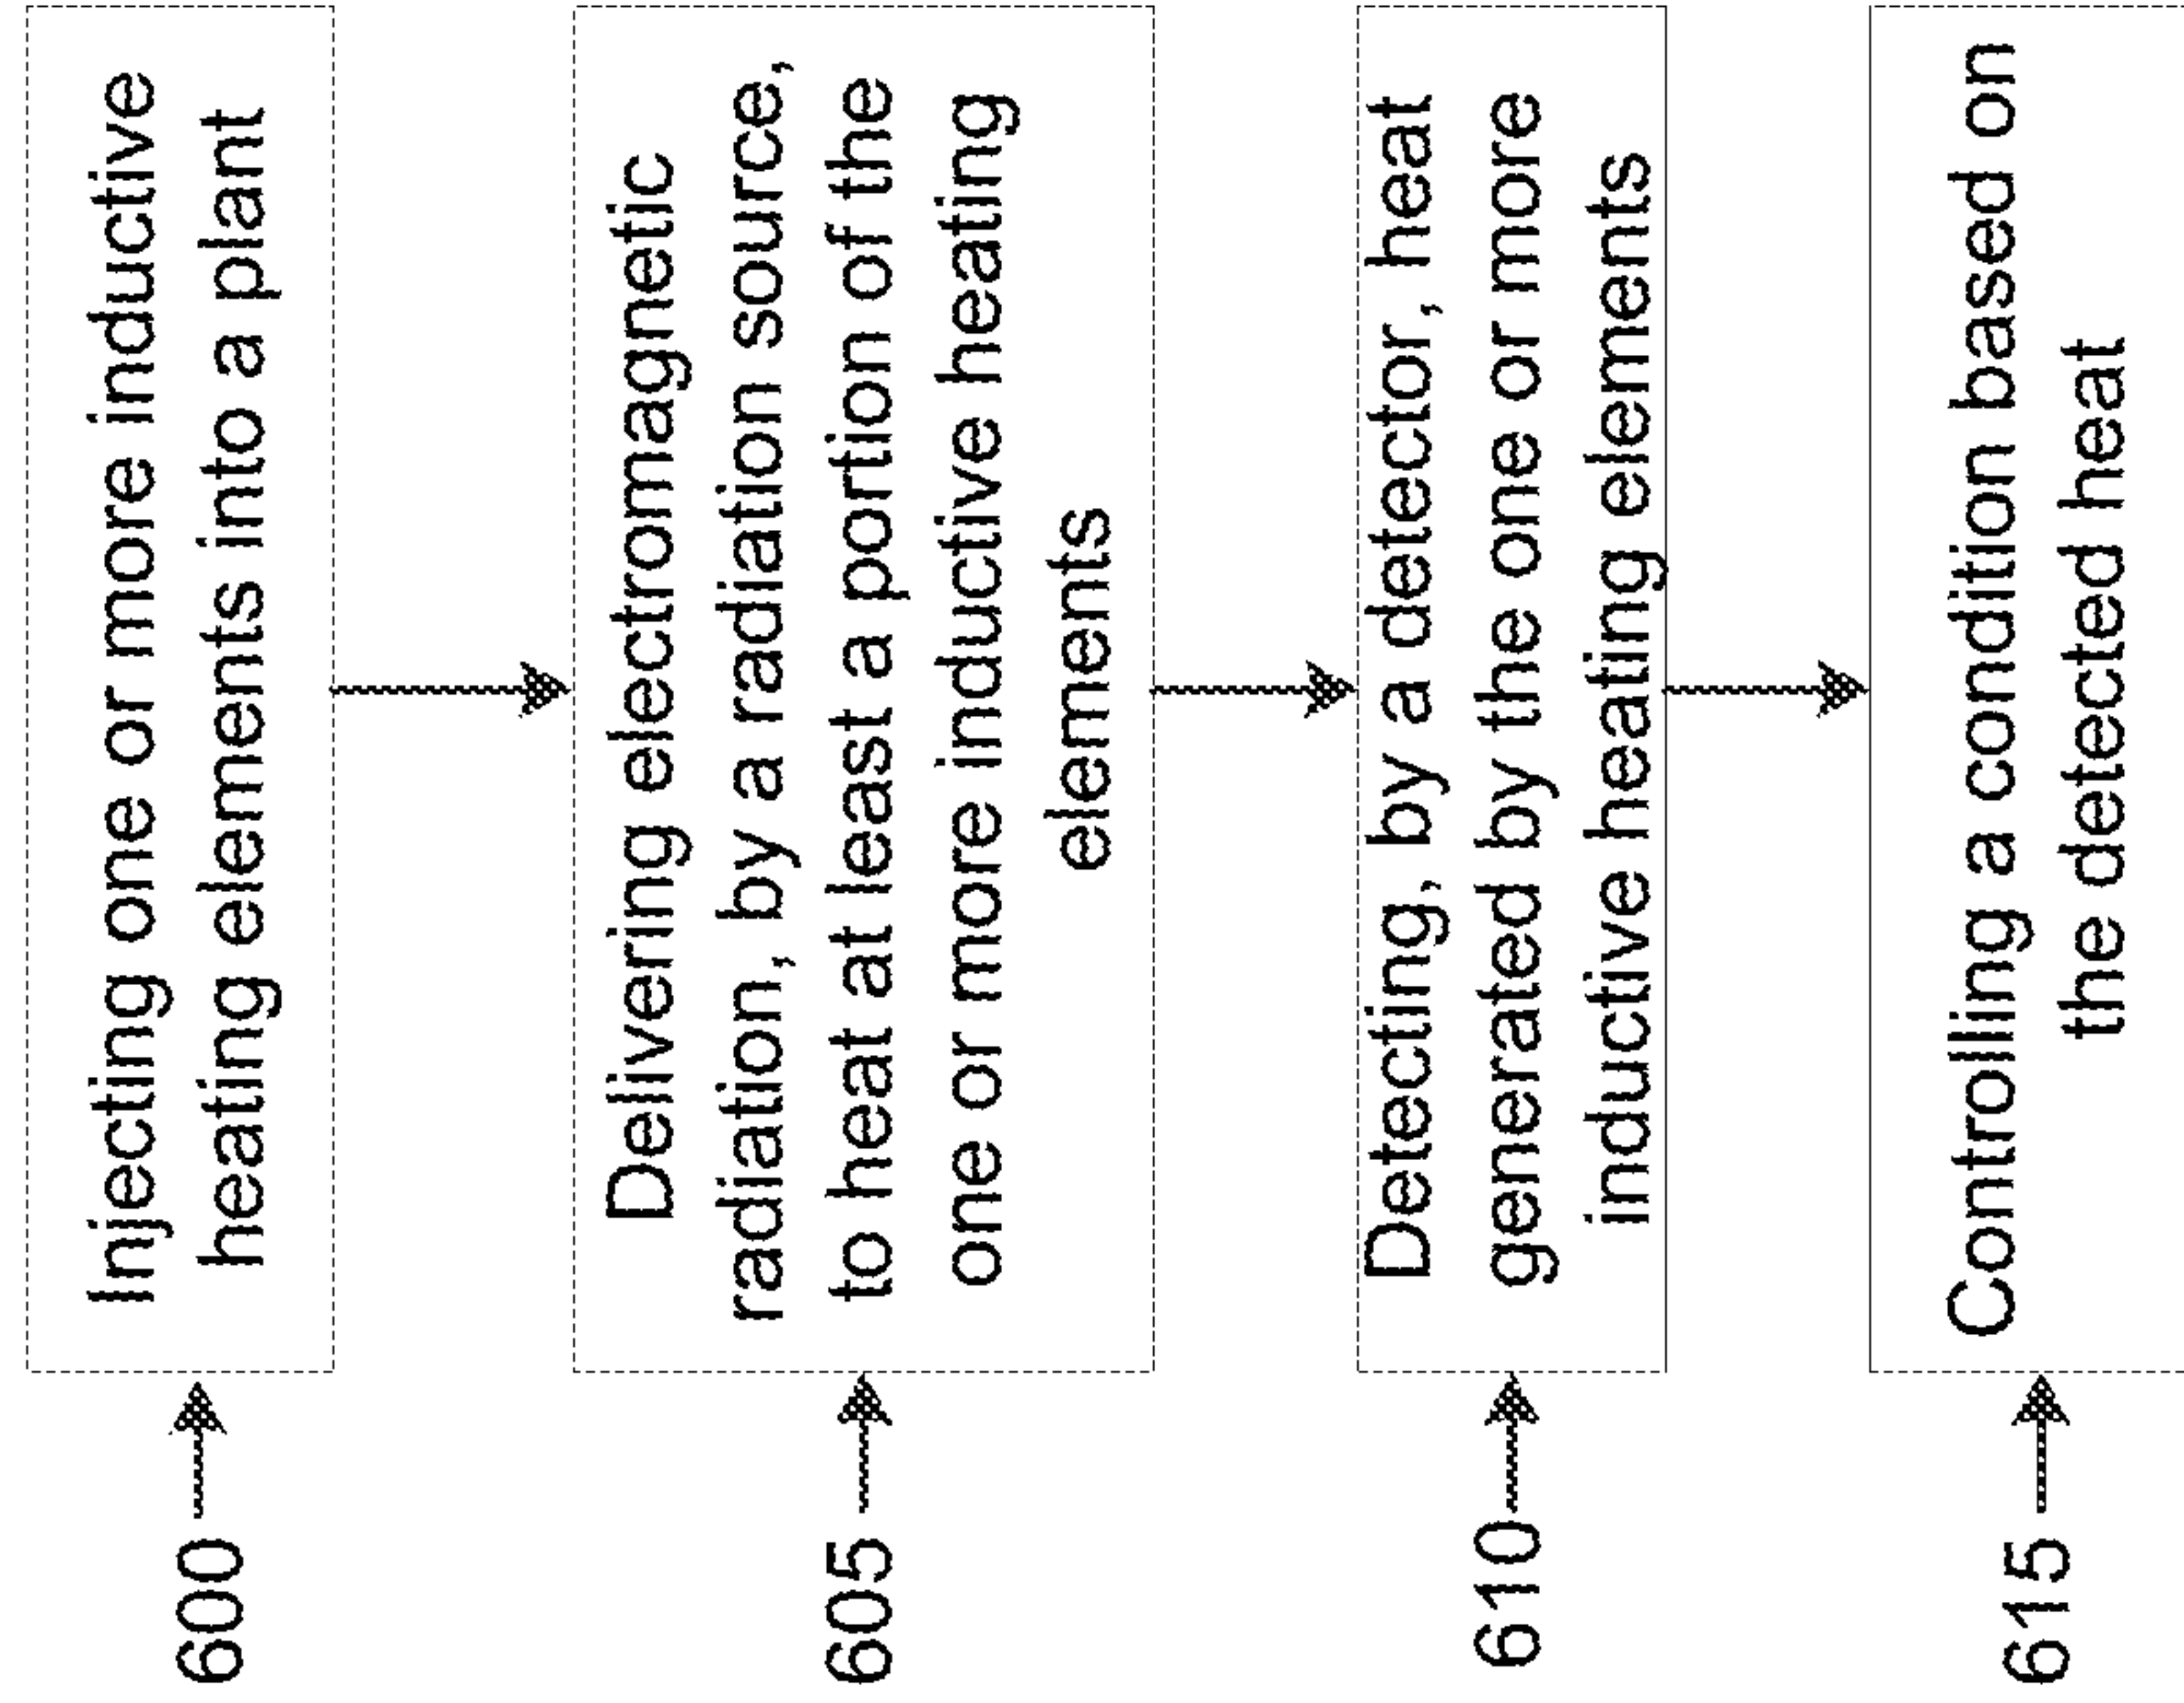 600
Injecting one or more inductive
heating elements into a plant
605
Delivering electromagnetic
radiation, by a radiation source,
to heat at least a portion of the
one or more inductive heating
elements
610
Detecting, by a detector, heat
generated by the one or more
inductive heating elements
615
Controlling a condition based on
the detected heat